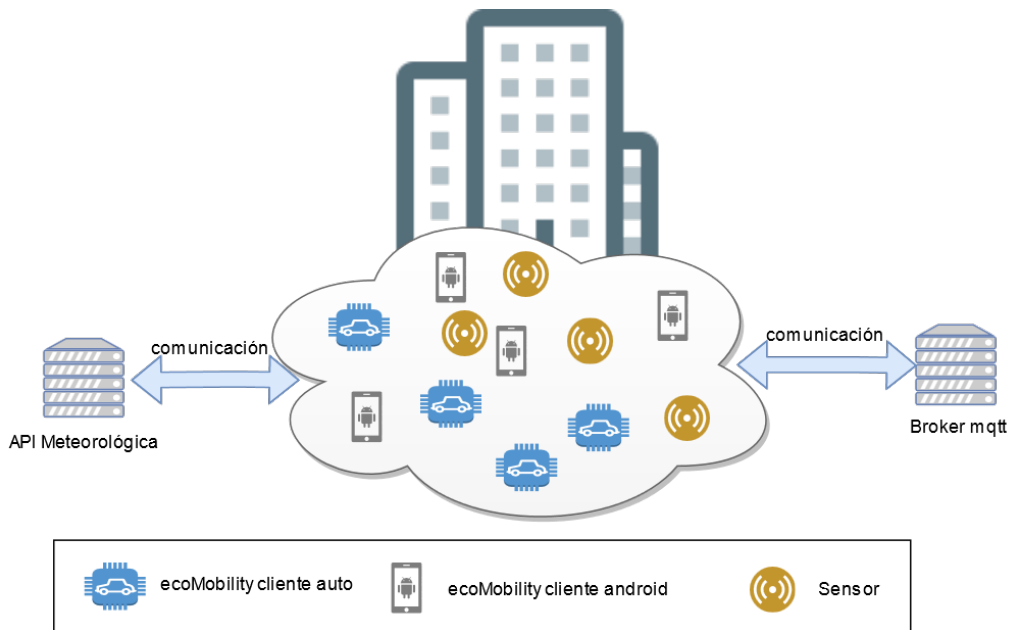 comunicación
comunicación
API Meteorológica
Broker mqtt
ecoMobility cliente auto
ecoMobility cliente android
Sensor